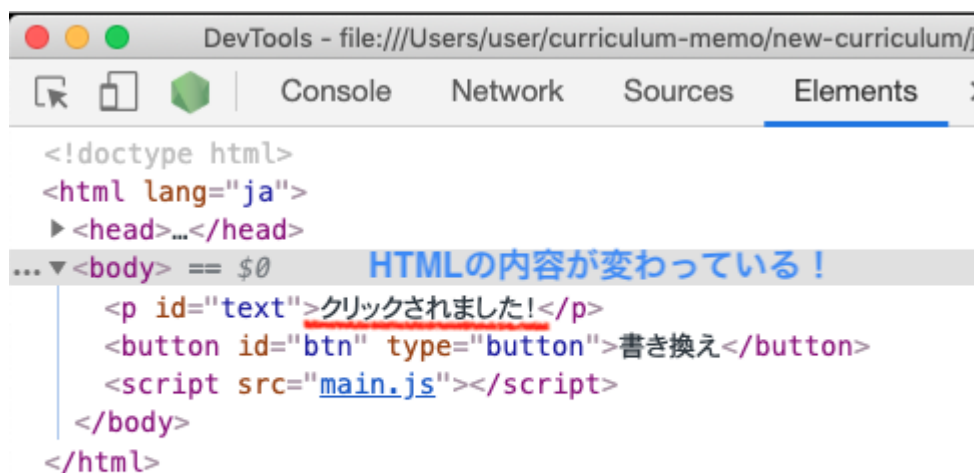 DevTools - file:///Users/user/curriculum-memo/new-curriculum/j
Console Network Sources Elements
<!doctype html>
<html lang="ja">
▶<head>…</head>
…▼<body> == $0 HTMLの内容が変わっている！
<p id="text">クリックされました!</p>
<button id="btn" type="button">書き換え</button>
<script src="main.js"></script>
</body>
</html>